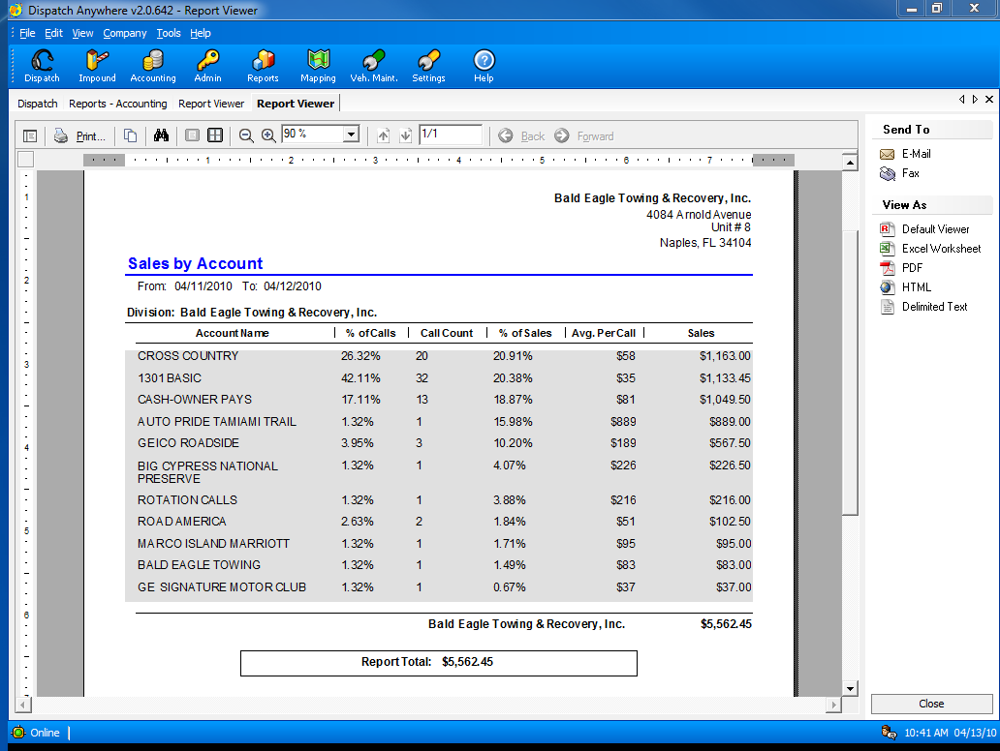 Dispatch Anywhere v2.0.642 - Report Viewer
File Edit View Company Tools Help
Dispatch Impound Accounting Admin Reports Mapping Veh. Maint. Settings Help
Dispatch Reports - Accounting Report Viewer Report Viewer
Print... 90 % 1/1 Back Forward
Send To
E-Mail
Fax
View As
Default Viewer
Excel Worksheet
PDF
HTML
Delimited Text
1 2 3 4 5 6 7
1
2
3
4
5
6
Bald Eagle Towing & Recovery, Inc.
4084 Arnold Avenue
Unit # 8
Naples, FL 34104
Sales by Account
From: 04/11/2010 To: 04/12/2010
Division: Bald Eagle Towing & Recovery, Inc.
Account Name % of Calls Call Count % of Sales Avg. Per Call Sales
CROSS COUNTRY 26.32% 20 20.91% $58 $1,163.00
1301 BASIC 42.11% 32 20.38% $35 $1,133.45
CASH-OWNER PAYS 17.11% 13 18.87% $81 $1,049.50
AUTO PRIDE TAMIAMI TRAIL 1.32% 1 15.98% $889 $889.00
GEICO ROADSIDE 3.95% 3 10.20% $189 $567.50
BIG CYPRESS NATIONAL 1.32% 1 4.07% $226 $226.50
PRESERVE
ROTATION CALLS 1.32% 1 3.88% $216 $216.00
ROAD AMERICA 2.63% 2 1.84% $51 $102.50
MARCO ISLAND MARRIOTT 1.32% 1 1.71% $95 $95.00
BALD EAGLE TOWING 1.32% 1 1.49% $83 $83.00
GE SIGNATURE MOTOR CLUB 1.32% 1 0.67% $37 $37.00
Bald Eagle Towing & Recovery, Inc. $5,562.45
Report Total: $5,562.45
Close
Online
10:41 AM 04/13/10